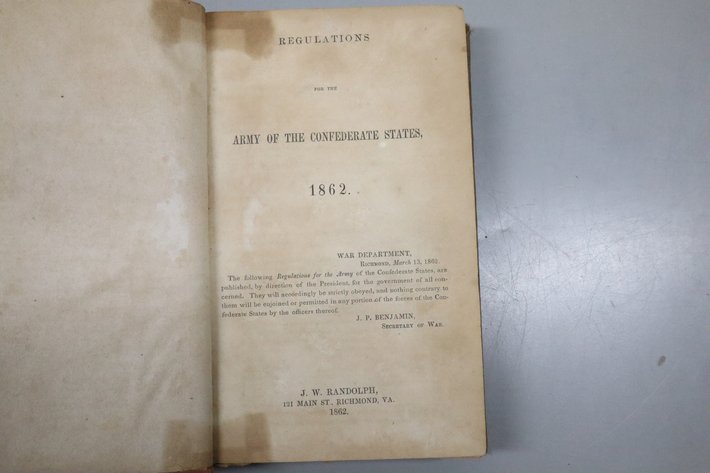 REGULATIONS
FOR THE
ARMY OF THE CONFEDERATE STATES,
1862.
WAR DEPARTMENT,
RICHMOND, March 13, 1862.
The following Regulations for the Army of the Confederate States, are
published, by direction of the President, for the government of all con-
cerned. They will accordingly be strictly obeyed, and nothing contrary to
them will be enjoined or permitted in any portion of the forces of the Con-
federate States by the officers thereof.
J. P. BENJAMIN,
SECRETARY OF WAR.
J. W. RANDOLPH,
121 MAIN ST., RICHMOND, VA.
1862.